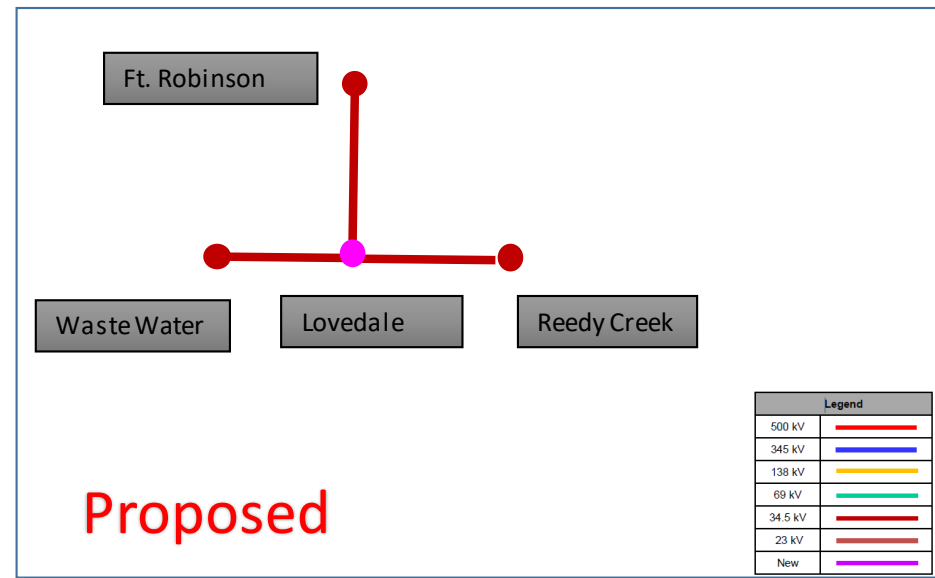 Ft. Robinson
Waste Water
Lovedale
Reedy Creek
Proposed
Legend
500 kV
345 kV
138 kV
69 kV
34.5 kV
23 kV
New